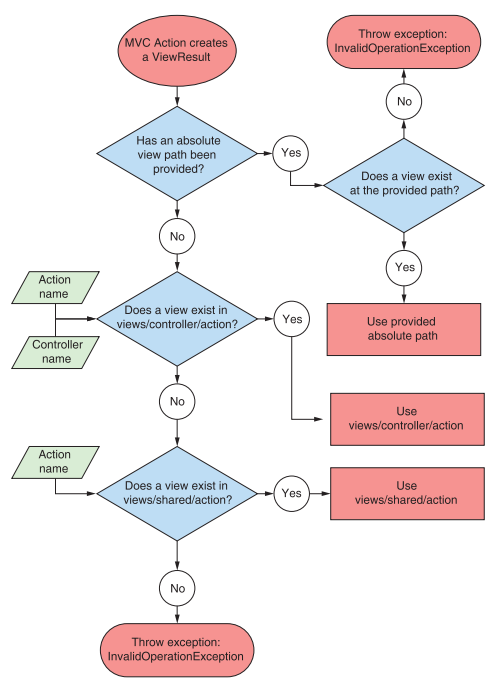 MVC Action creates
a ViewResult
Throw exception:
InvalidOperationException
No
Has an absolute
view path been
provided?
Yes
Does a view exist
at the provided path?
No
Yes
Action
name
Does a view exist in
views/controller/action?
Yes
Use provided
absolute path
Controller
name
No
Use
views/controller/action
Action
name
Does a view exist in
views/shared/action?
Yes
Use
views/shared/action
No
Throw exception:
InvalidOperationException